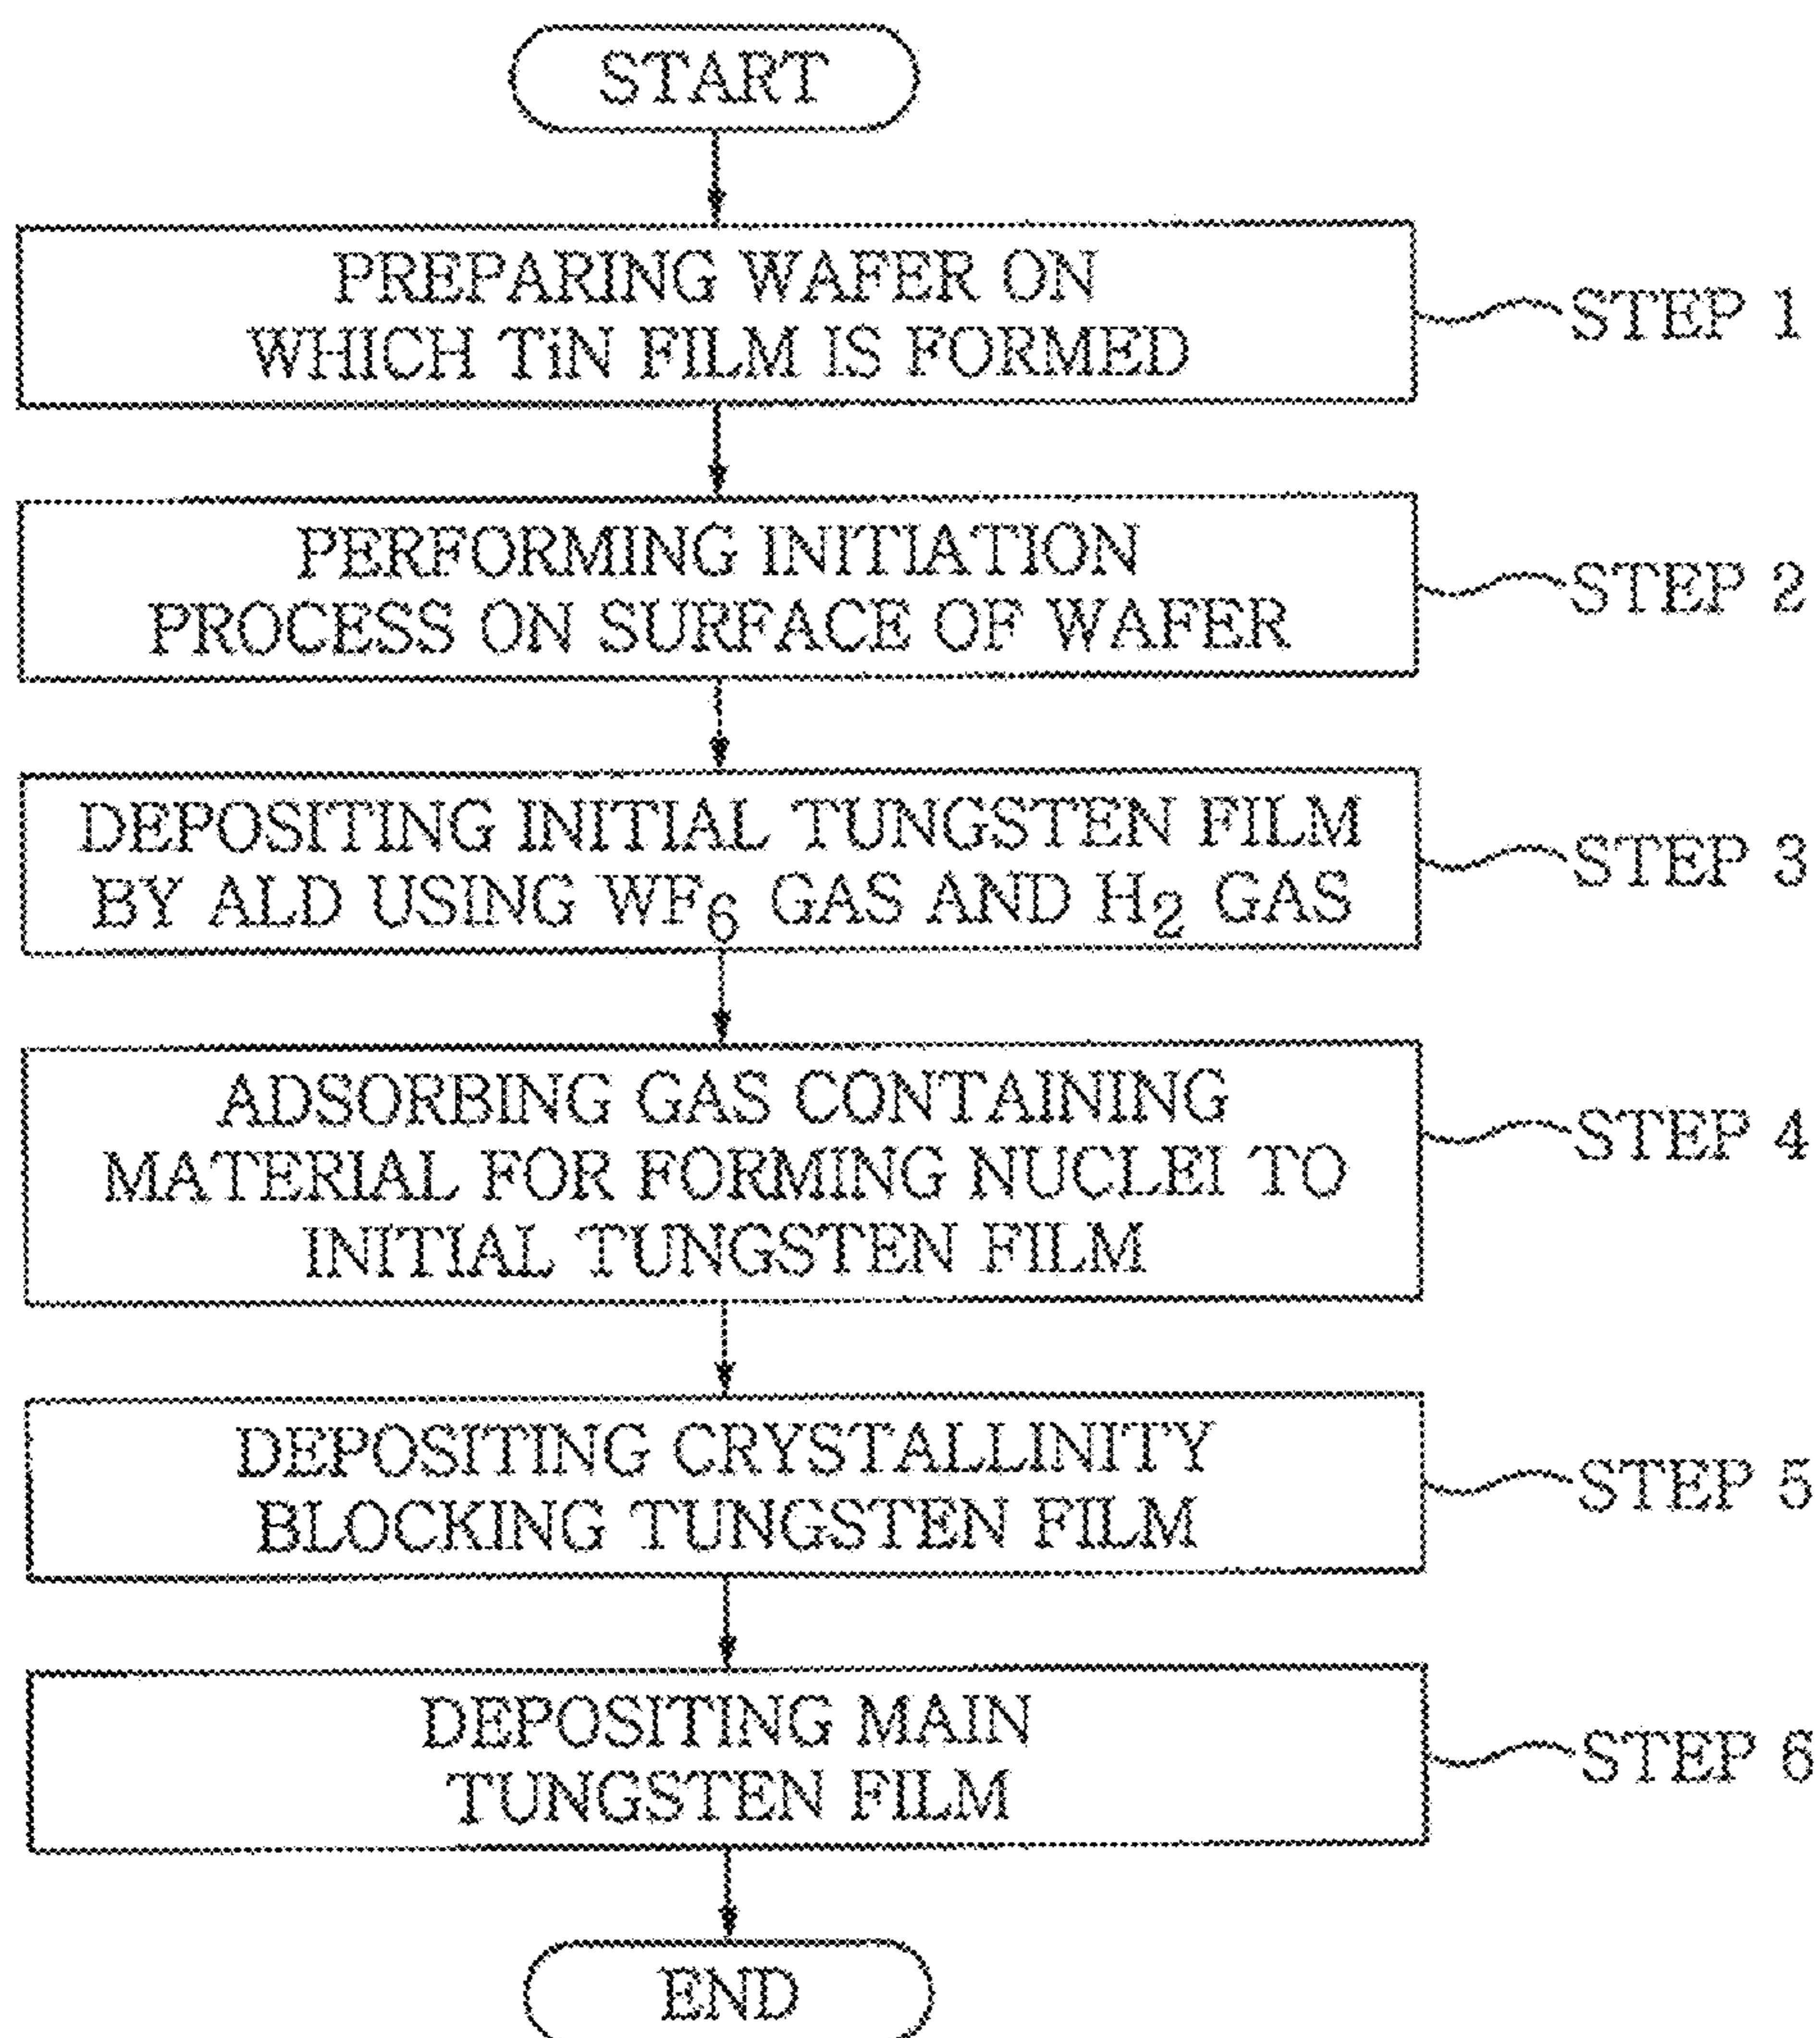 START
PREPARING WAFER ON
WHICH TiN FILM IS FORMED
STEP 1
PERFORMING INITIATION
PROCESS ON SURFACE OF WAFER
STEP 2
DEPOSITING INITIAL TUNGSTEN FILM
BY ALD USING WF6 GAS AND H2 GAS
STEP 3
ADSORBING GAS CONTAINING
MATERIAL FOR FORMING NUCLEI TO
INITIAL TUNGSTEN FILM
STEP 4
DEPOSITING CRYSTALLINITY
BLOCKING TUNGSTEN FILM
STEP 5
DEPOSITING MAIN
TUNGSTEN FILM
STEP 6
END